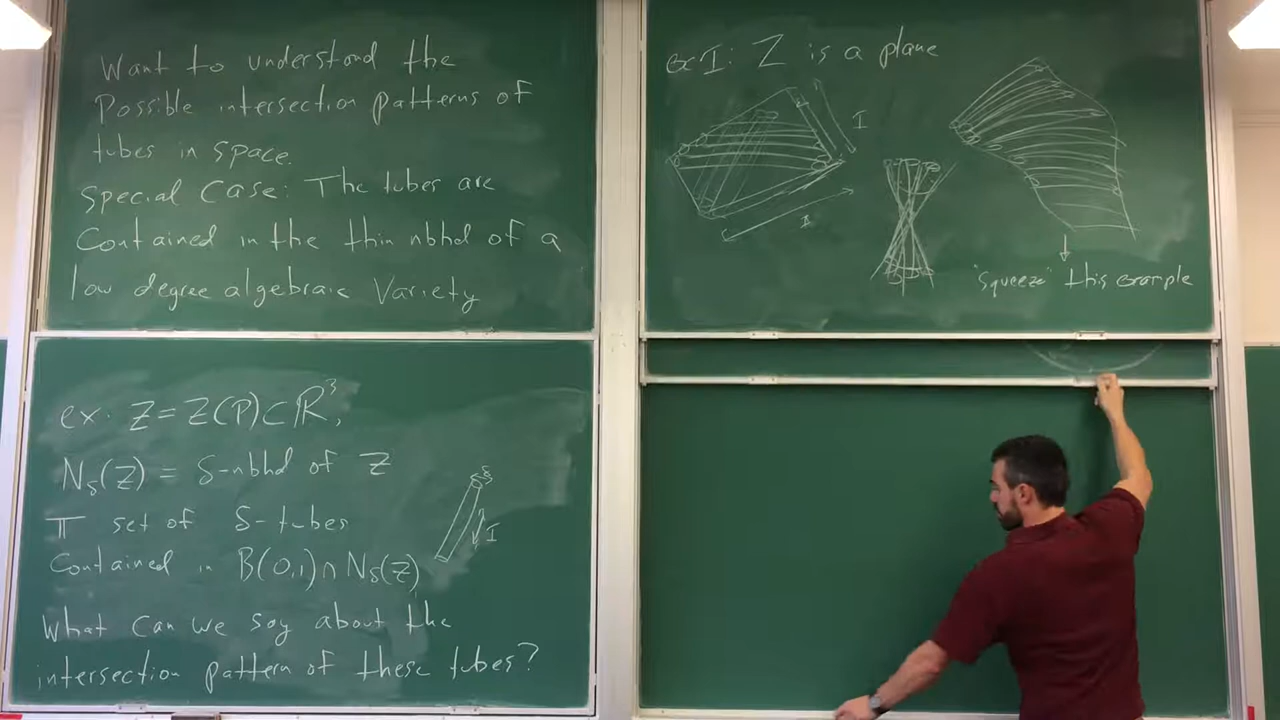 Want to understand the
Possible intersection patterns of
tubes in space.
Special Case: The tubes are
Contained in the thin nbhd of a
low degree algebraic Variety
ex. Z = Z(P) ⊂ ℝ³,
N_δ(Z) = δ-nbhd of Z
𝕋 set of δ-tubes
Contained in B(0,1) ∩ N_δ(Z)
δ
I
What can we say about the
intersection pattern of these tubes?
ex I: Z is a plane
I
I
"squeeze" this example